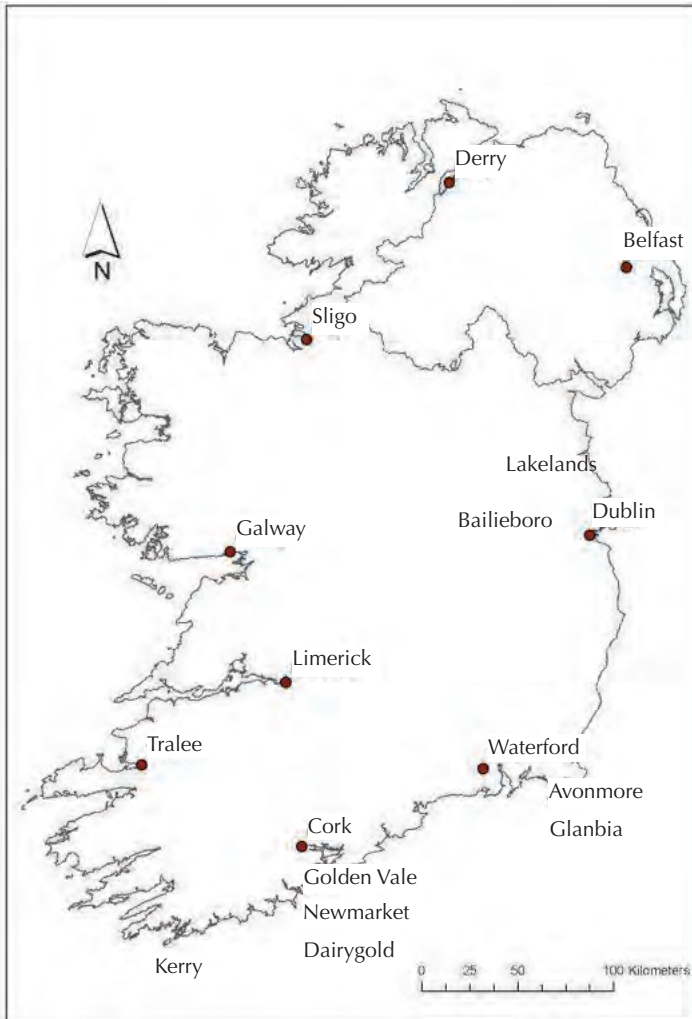 Derry
Belfast
N
Sligo
Lakelands
Bailieboro
Dublin
Galway
Limerick
Tralee
Waterford
Avonmore
Glanbia
Cork
Golden Vale
Newmarket
Dairygold
Kerry
0 25 50 100 Kilometers